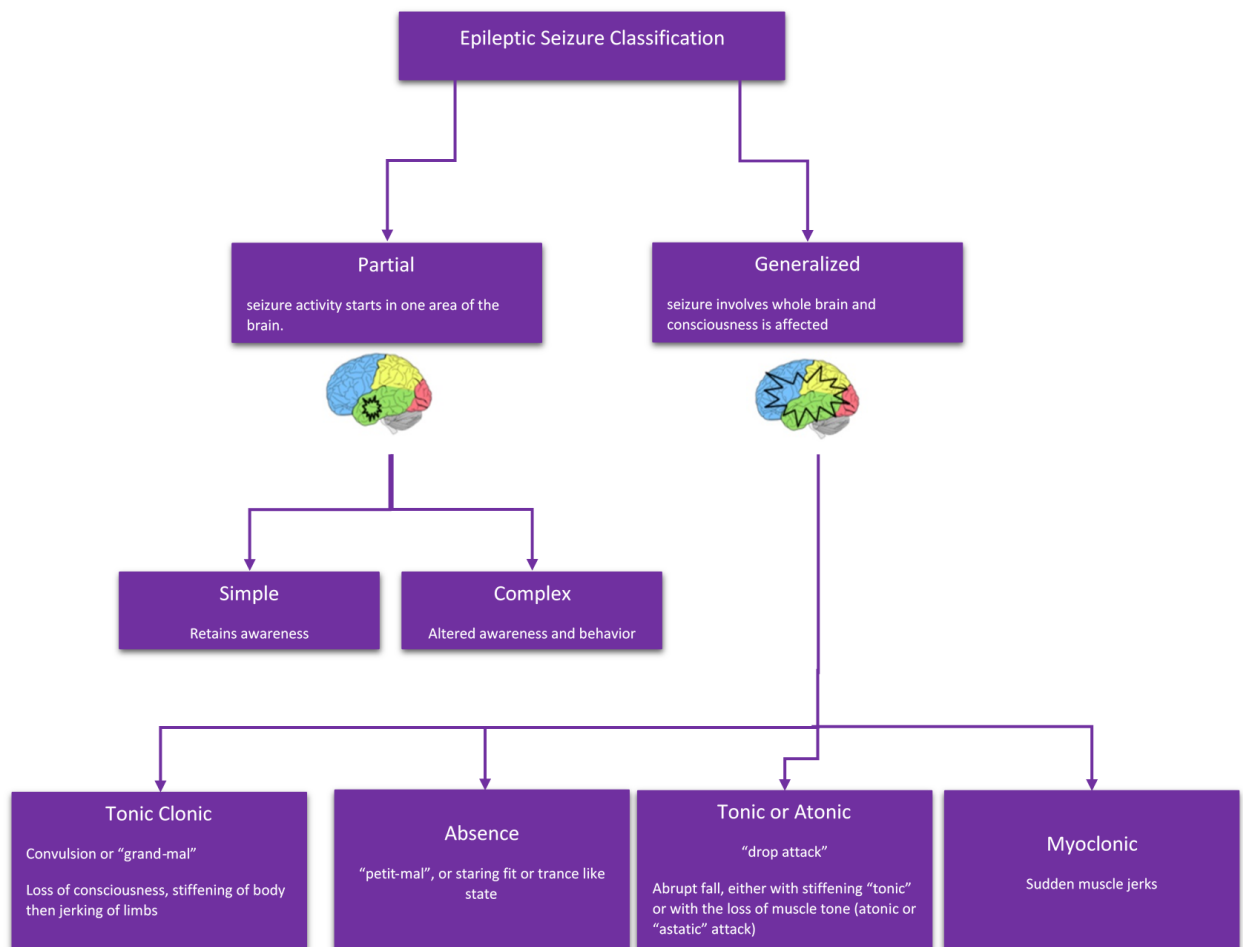 Epileptic Seizure Classification
Partial
seizure activity starts in one area of the
brain.
Generalized
seizure involves whole brain and
consciousness is affected
Simple
Retains awareness
Complex
Altered awareness and behavior
Tonic Clonic
Convulsion or “grand-mal”
Loss of consciousness, stiffening of body
then jerking of limbs
Absence
“petit-mal”, or staring fit or trance like
state
Tonic or Atonic
“drop attack”
Abrupt fall, either with stiffening “tonic”
or with the loss of muscle tone (atonic or
“astatic” attack)
Myoclonic
Sudden muscle jerks